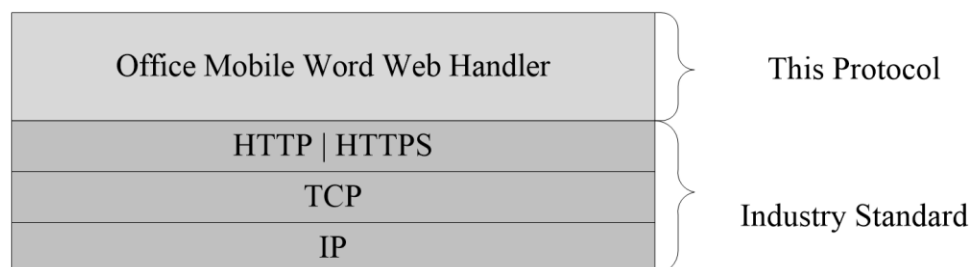 Office Mobile Word Web Handler
This Protocol
HTTP | HTTPS
TCP
Industry Standard
IP